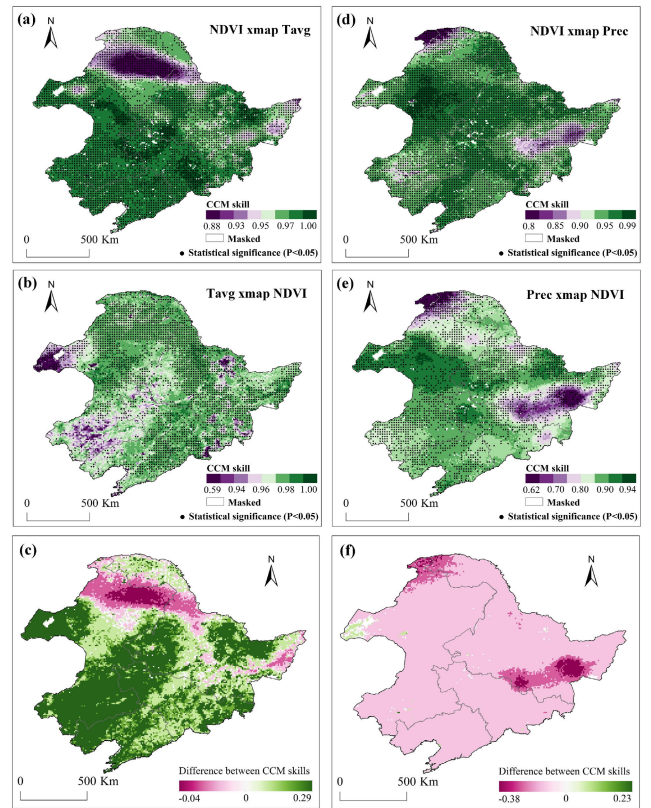 (a)
N
NDVI xmap Tavg
CCM skill
0.88 0.93 0.95 0.97 1.00
Masked
0 500 Km
● Statistical significance (P<0.05)
(d)
N
NDVI xmap Prec
CCM skill
0.8 0.85 0.90 0.95 0.99
Masked
0 500 Km
● Statistical significance (P<0.05)
(b)
N
Tavg xmap NDVI
CCM skill
0.59 0.94 0.96 0.98 1.00
Masked
0 500 Km
● Statistical significance (P<0.05)
(e)
N
Prec xmap NDVI
CCM skill
0.62 0.70 0.80 0.90 0.94
Masked
0 500 Km
● Statistical significance (P<0.05)
(c)
N
Difference between CCM skills
0 500 Km
-0.04 0 0.29
(f)
N
Difference between CCM skills
0 500 Km
-0.38 0 0.23